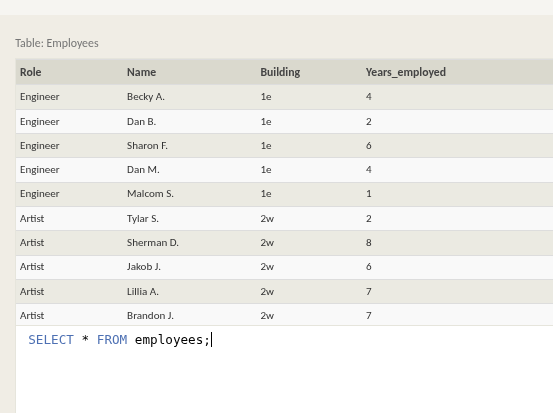 Table: Employees
Role Name Building Years_employed
Engineer Becky A. 1e 4
Engineer Dan B. 1e 2
Engineer Sharon F. 1e 6
Engineer Dan M. 1e 4
Engineer Malcom S. 1e 1
Artist Tylar S. 2w 2
Artist Sherman D. 2w 8
Artist Jakob J. 2w 6
Artist Lillia A. 2w 7
Artist Brandon J. 2w 7
SELECT * FROM employees;